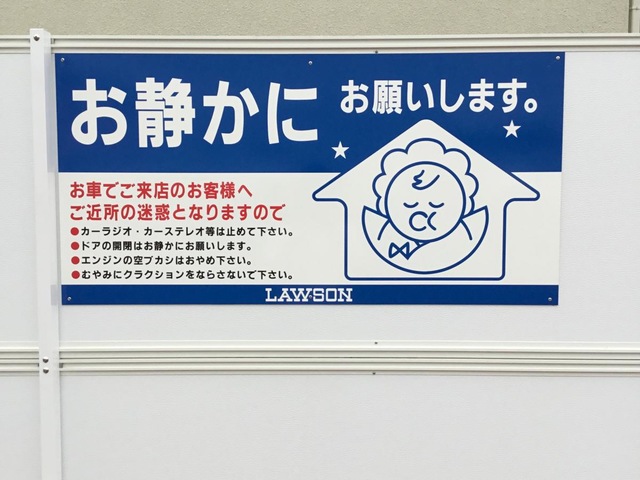 お静かに お願いします。
お車でご来店のお客様へ
ご近所の迷惑となりますので
●カーラジオ・カーステレオ等は止めて下さい。
●ドアの開閉はお静かにお願いします。
●エンジンの空ブカシはおやめ下さい。
●むやみにクラクションをならさないで下さい。
LAWSON